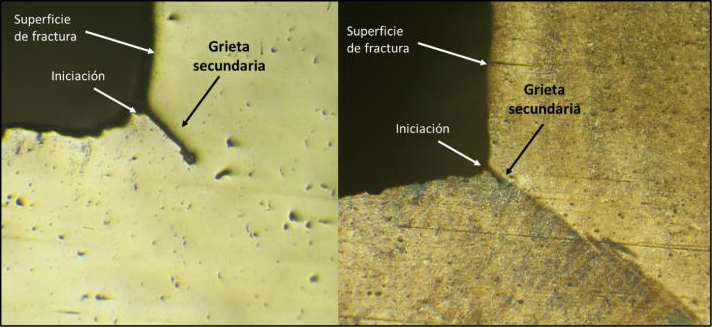 Superficie
de fractura
Grieta
secundaria
Iniciación
Superficie
de fractura
Grieta
secundaria
Iniciación